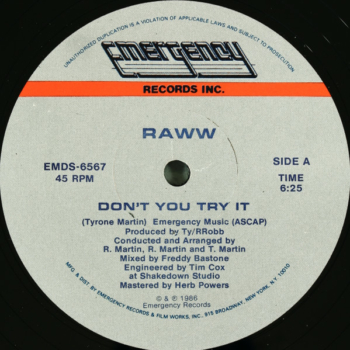 UNAUTHORIZED DUPLICATION IS A VIOLATION OF APPLICABLE LAWS AND SUBJECT TO PROSECUTION
Emergency
RECORDS INC.
RAWW
EMDS-6567
45 RPM
SIDE A
TIME
6:25
DON'T YOU TRY IT
(Tyrone Martin) Emergency Music (ASCAP)
Produced by Ty/RRobb
Conducted and Arranged by
R. Martin, R. Martin and T. Martin
Mixed by Freddy Bastone
Engineered by Tim Cox
at Shakedown Studio
Mastered by Herb Powers
© & ℗ 1986
Emergency Records
MFG. & DIST. BY EMERGENCY RECORDS & FILM WORKS, INC., 915 BROADWAY, NEW YORK, N.Y. 10010